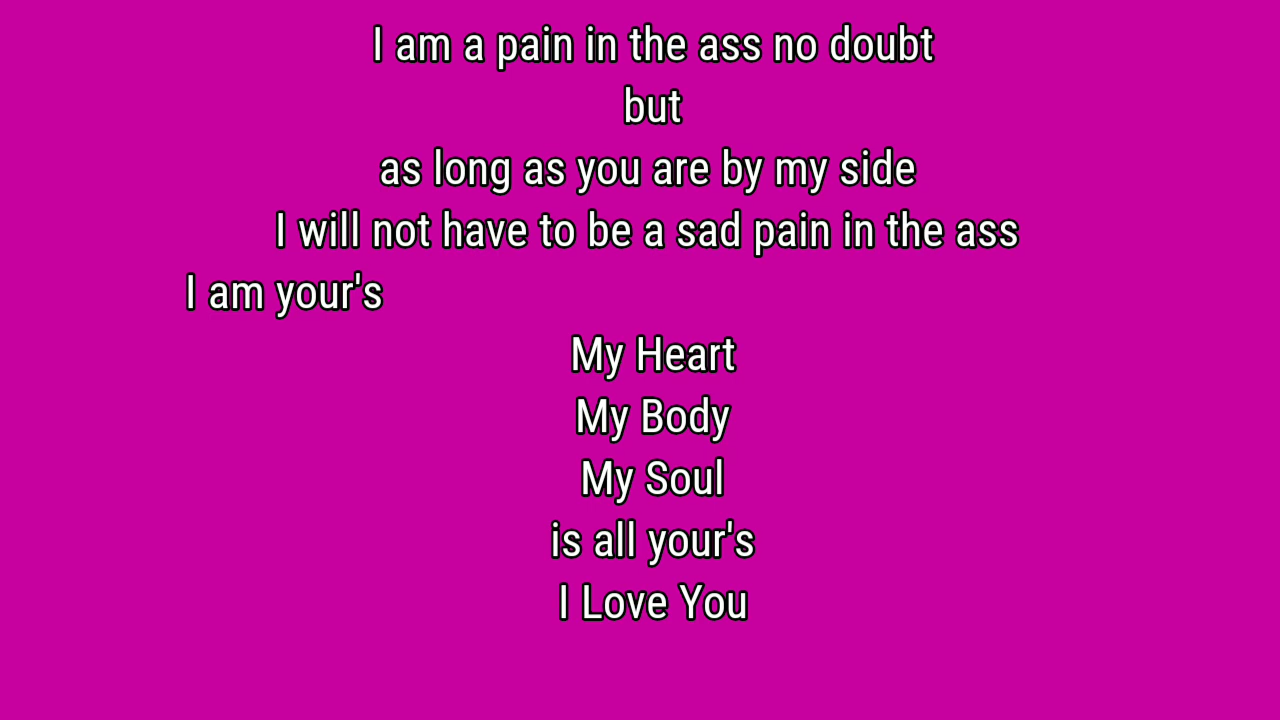 I am a pain in the ass no doubt
but
as long as you are by my side
I will not have to be a sad pain in the ass
I am your's
My Heart
My Body
My Soul
is all your's
I Love You